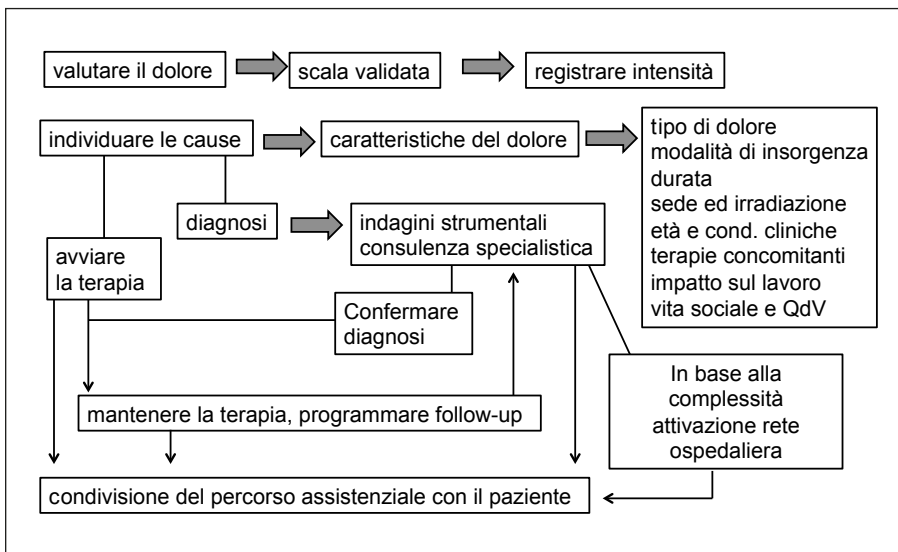 valutare il dolore
scala validata
registrare intensità
individuare le cause
caratteristiche del dolore
tipo di dolore
modalità di insorgenza
durata
sede ed irradiazione
età e cond. cliniche
terapie concomitanti
impatto sul lavoro
vita sociale e QdV
diagnosi
indagini strumentali
consulenza specialistica
avviare
la terapia
Confermare
diagnosi
In base alla
complessità
attivazione rete
ospedaliera
mantenere la terapia, programmare follow-up
condivisione del percorso assistenziale con il paziente